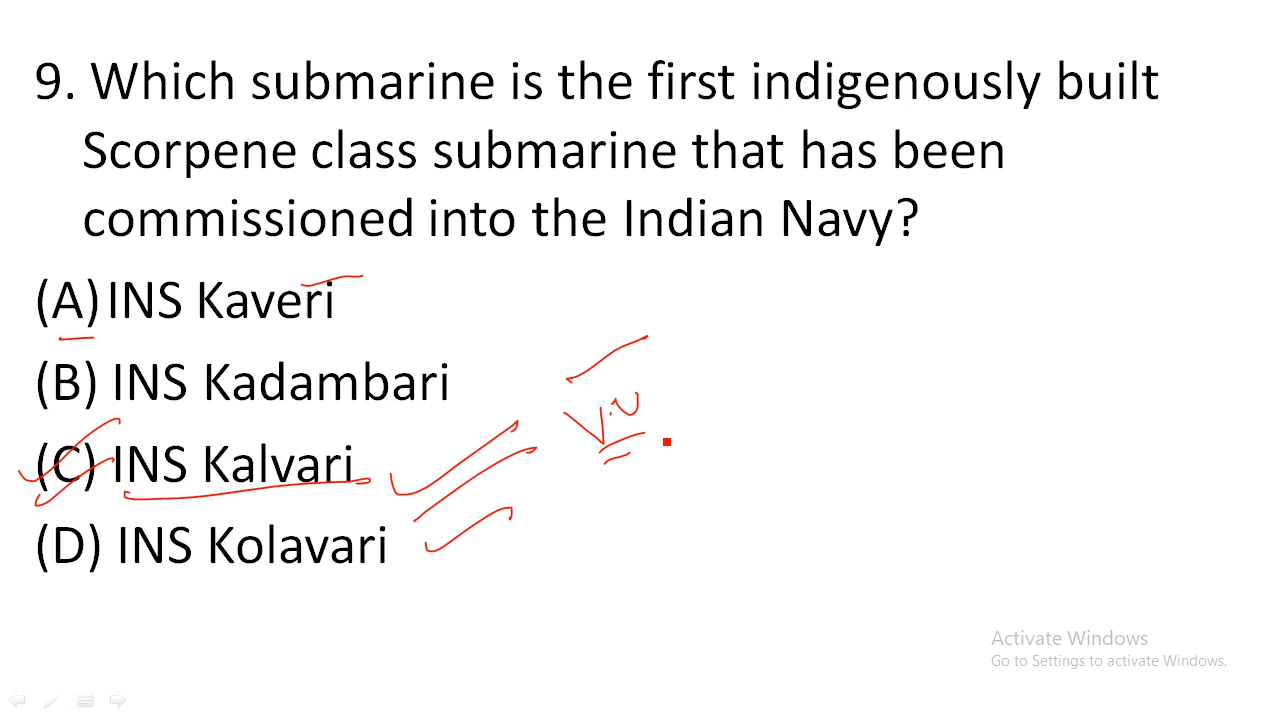 9. Which submarine is the first indigenously built
Scorpene class submarine that has been
commissioned into the Indian Navy?
(A) INS Kaveri
(B) INS Kadambari
(C) INS Kalvari
(D) INS Kolavari
Activate Windows
Go to Settings to activate Windows.